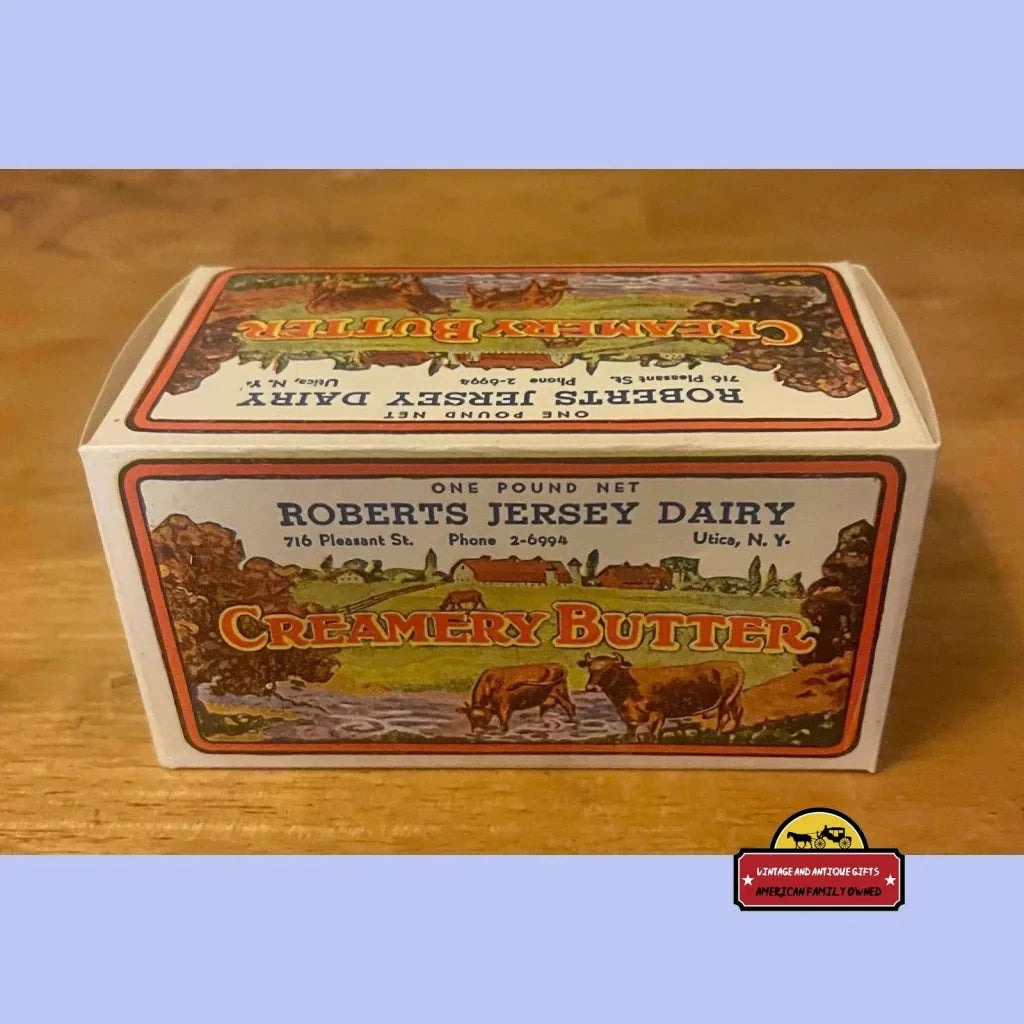 CREAMERY BUTTER
716 Pleasant St. Phone 2-6994 Utica, N. Y.
ROBERTS JERSEY DAIRY
ONE POUND NET
ONE POUND NET
ROBERTS JERSEY DAIRY
716 Pleasant St. Phone 2-6994 Utica, N. Y.
CREAMERY BUTTER
VINTAGE AND ANTIQUE GIFTS
AMERICAN FAMILY OWNED